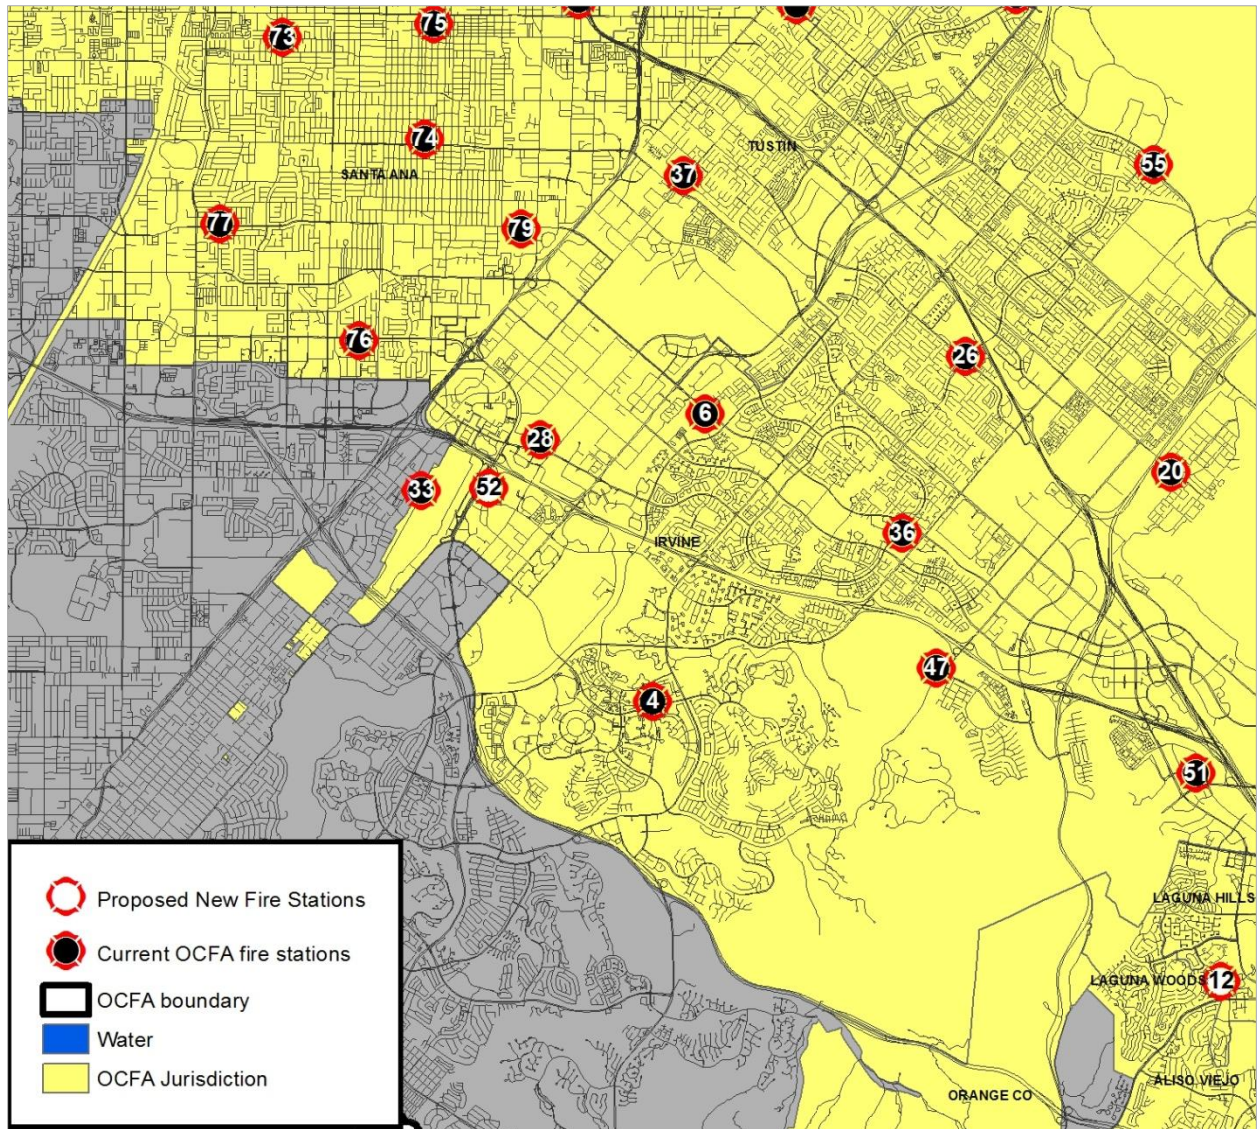 73
75
74
TUSTIN
55
SANTA ANA
37
77
79
76
26
6
28
33
52
20
36
IRVINE
47
4
51
LAGUNA HILLS
LAGUNA WOODS 12
ALISO VIEJO
ORANGE CO
Proposed New Fire Stations
Current OCFA fire stations
OCFA boundary
Water
OCFA Jurisdiction